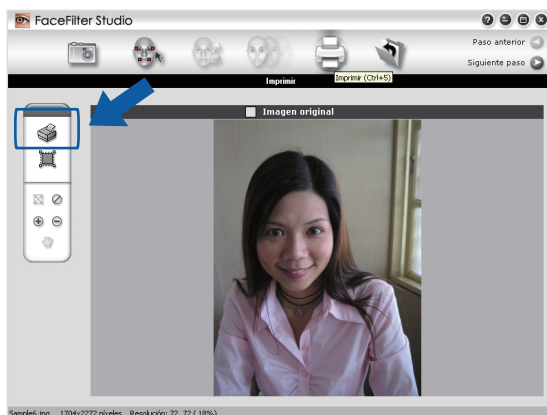 FaceFilter Studio
Paso anterior
Siguiente paso
Imprimir
Imprimir (Ctrl+5)
Imagen original
Sample6.jpg 1704x2272 píxeles Resolución: 72, 72 ( 18%)